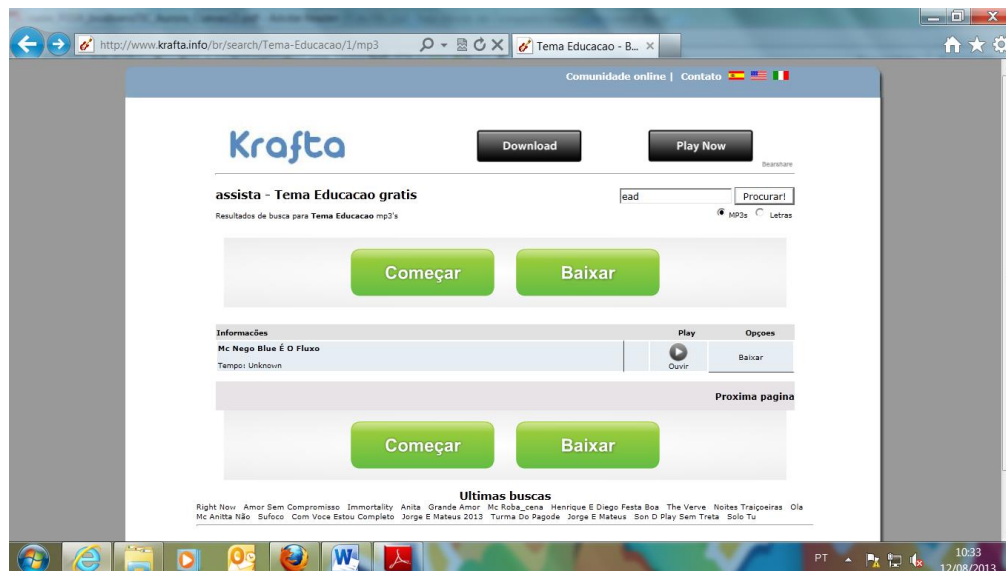 http://www.krafta.info/br/search/Tema-Educacao/1/mp3
Tema Educacao - B...
Comunidade online | Contato
Krafta
Download
Play Now
Bearshare
assista - Tema Educacao gratis
ead
Procurar!
Resultados de busca para Tema Educacao mp3's
MP3s
Letras
Começar
Baixar
Informacões
Play
Opçoes
Mc Nego Blue É O Fluxo
Tempo: Unknown
Ouvir
Baixar
Proxima pagina
Começar
Baixar
Ultimas buscas
Right Now Amor Sem Compromisso Immortality Anita Grande Amor Mc Roba_cena Henrique E Diego Festa Boa The Verve Noites Traiçoeiras Ola
Mc Anitta Não Sufoco Com Voce Estou Completo Jorge E Mateus 2013 Turma Do Pagode Jorge E Mateus Son D Play Sem Treta Solo Tu
PT
10:33
12/08/2013